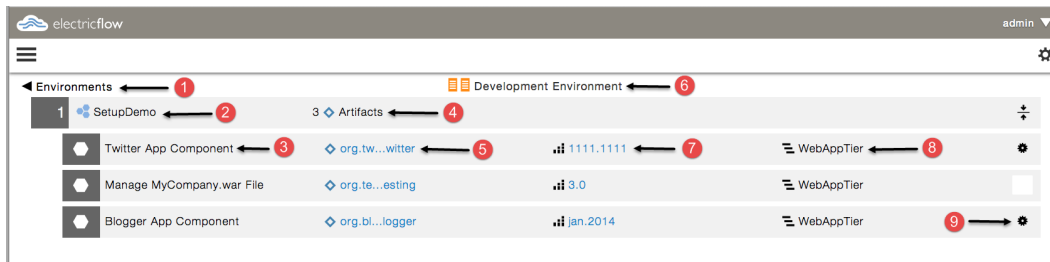 electricflow admin
Environments 1 Development Environment 6
1 SetupDemo 2 3 Artifacts 4
Twitter App Component 3 org.tw...witter 5 1111.1111 7 WebAppTier 8
Manage MyCompany.war File org.te...esting 3.0 WebAppTier
Blogger App Component org.bl...logger jan.2014 WebAppTier 9